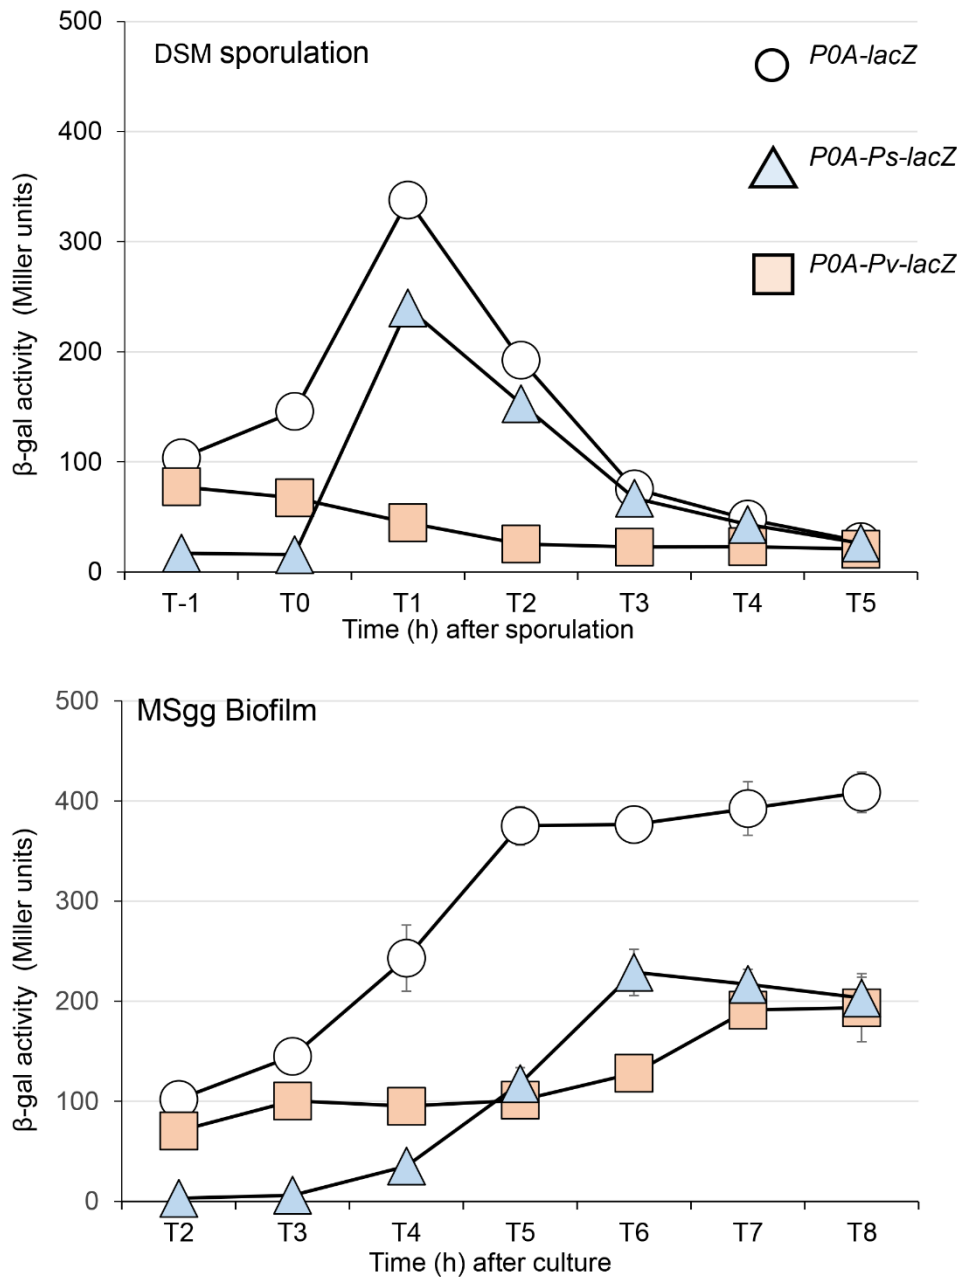 500
400
300
200
100
0
β-gal activity (Miller units)
DSM sporulation
P0A-lacZ
P0A-Ps-lacZ
P0A-Pv-lacZ
T-1 T0 T1 T2 T3 T4 T5
Time (h) after sporulation
500
400
300
200
100
0
β-gal activity (Miller units)
MSgg Biofilm
T2 T3 T4 T5 T6 T7 T8
Time (h) after culture